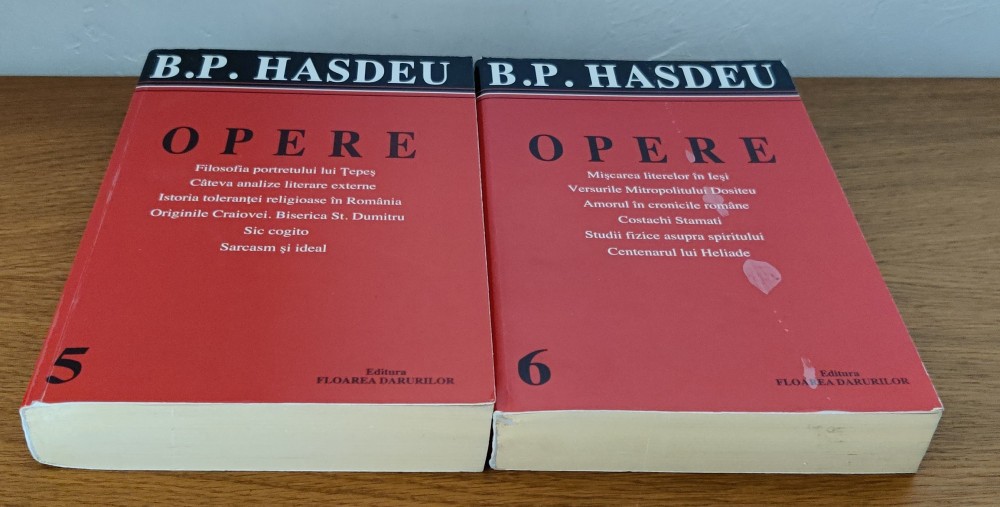 B.P. HASDEU
OPERE
Filosofia portretului lui Țepeș
Câteva analize literare externe
Istoria toleranței religioase în România
Originile Craiovei. Biserica St. Dumitru
Sic cogito
Sarcasm și ideal
5
Editura
FLOAREA DARURILOR
B.P. HASDEU
OPERE
Mișcarea literelor în Ieși
Versurile Mitropolitului Dositeu
Amorul în cronicile române
Costachi Stamati
Studii fizice asupra spiritului
Centenarul lui Heliade
6
Editura
FLOAREA DARURILOR